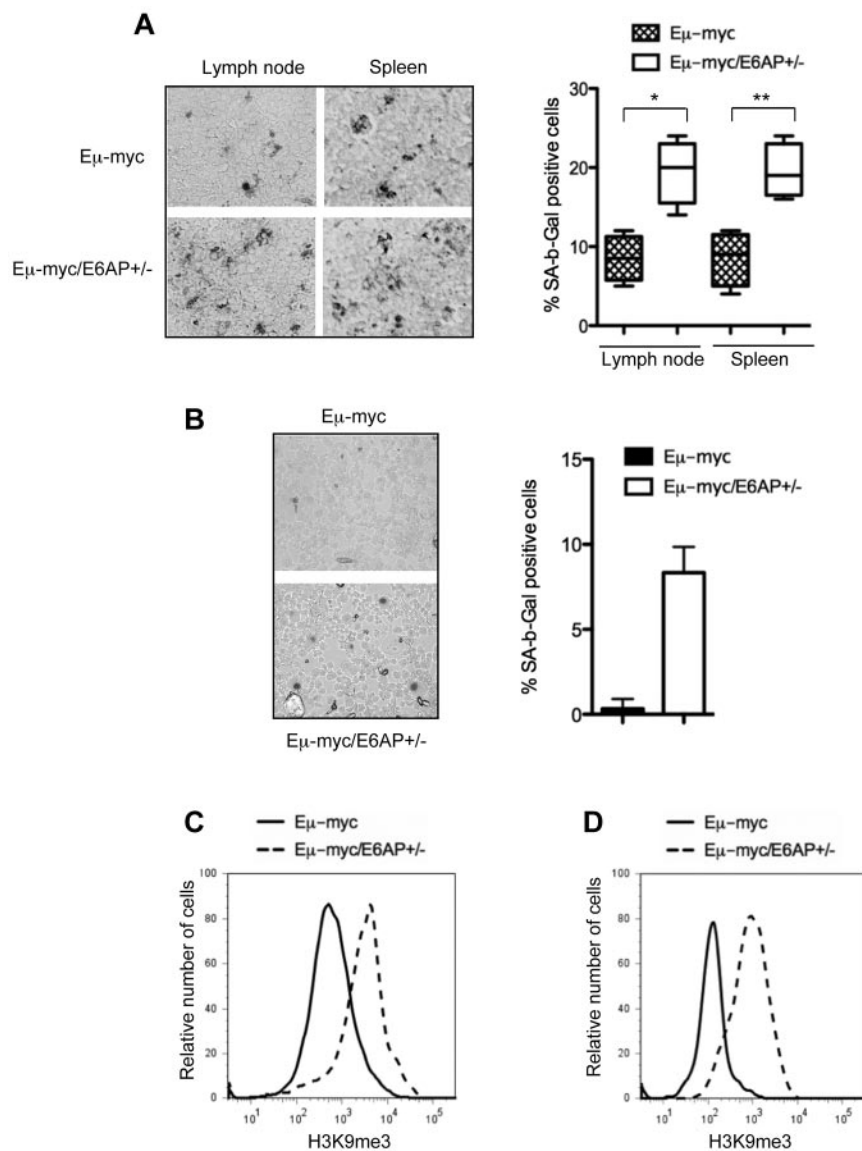 A
Lymph node
Spleen
Eμ-myc
Eμ-myc/E6AP+/-
Eμ-myc
Eμ-myc/E6AP+/-
% SA-b-Gal positive cells
30
20
10
0
*
**
Lymph node
Spleen
B
Eμ-myc
Eμ-myc/E6AP+/-
Eμ-myc
Eμ-myc/E6AP+/-
% SA-b-Gal positive cells
15
10
5
0
C
Eμ-myc
Eμ-myc/E6AP+/-
Relative number of cells
100
80
60
40
20
0
10¹ 10² 10³ 10⁴ 10⁵
H3K9me3
D
Eμ-myc
Eμ-myc/E6AP+/-
Relative number of cells
100
80
60
40
20
0
10¹ 10² 10³ 10⁴ 10⁵
H3K9me3